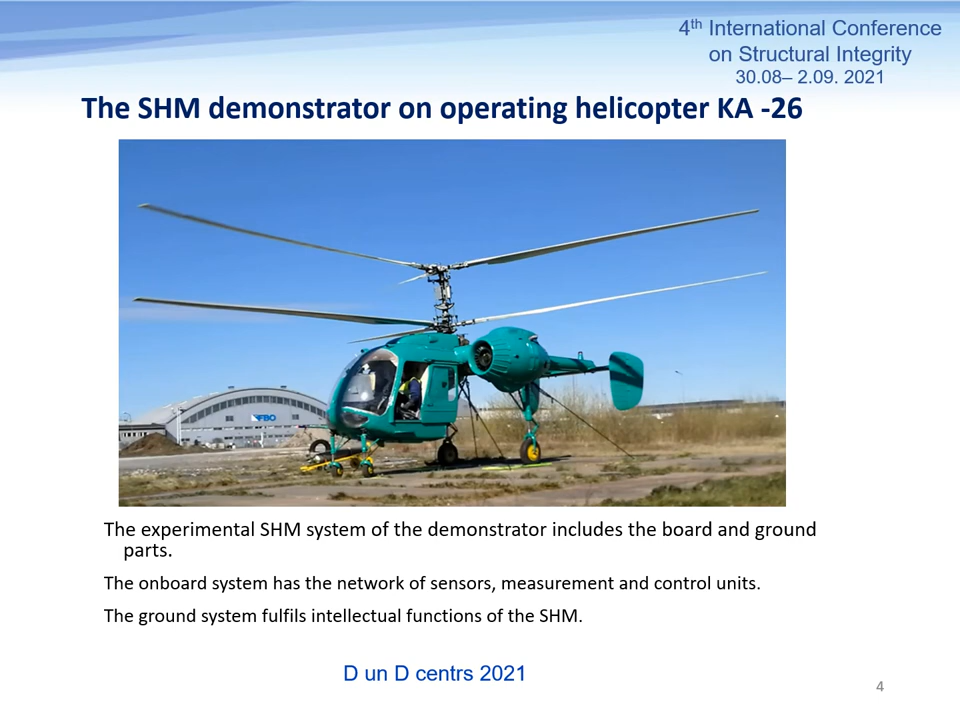 4th International Conference
on Structural Integrity
30.08– 2.09. 2021
The SHM demonstrator on operating helicopter KA -26
FBO
The experimental SHM system of the demonstrator includes the board and ground
parts.
The onboard system has the network of sensors, measurement and control units.
The ground system fulfils intellectual functions of the SHM.
D un D centrs 2021
4